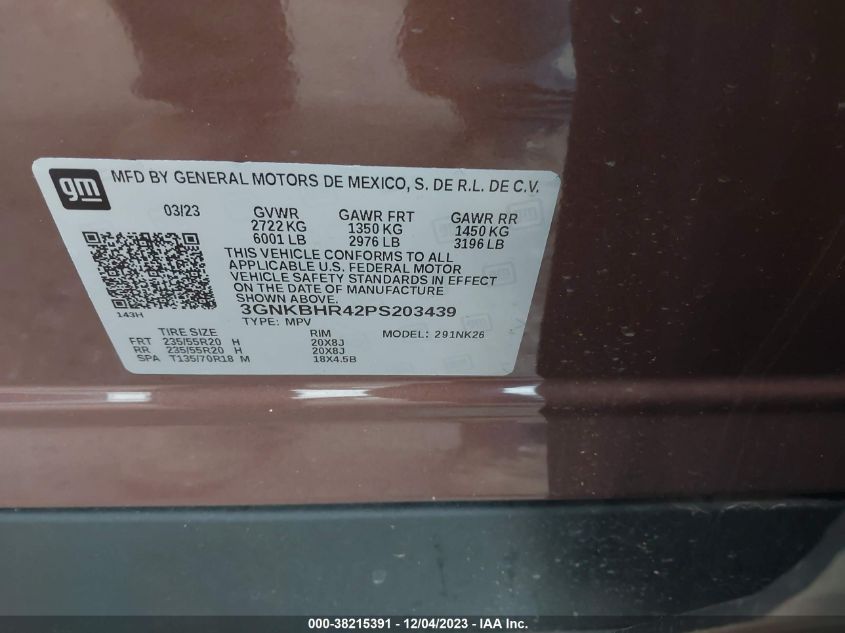 gm MFD BY GENERAL MOTORS DE MEXICO, S. DE R.L. DE C.V.
03/23 GVWR GAWR FRT GAWR RR
2722 KG 1350 KG 1450 KG
6001 LB 2976 LB 3196 LB
THIS VEHICLE CONFORMS TO ALL
APPLICABLE U.S. FEDERAL MOTOR
VEHICLE SAFETY STANDARDS IN EFFECT
ON THE DATE OF MANUFACTURE
SHOWN ABOVE.
143H 3GNKBHR42PS203439
TYPE: MPV
TIRE SIZE RIM MODEL: 291NK26
FRT 235/55R20 H 20X8J
RR 235/55R20 H 20X8J
SPA T135/70R18 M 18X4.5B
000-38215391 - 12/04/2023 - IAA Inc.